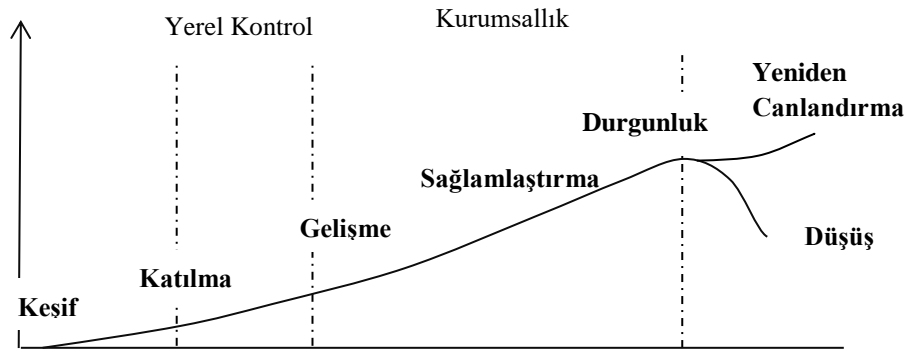 Yerel Kontrol
Kurumsallık
Yeniden
Canlandırma
Durgunluk
Sağlamlaştırma
Gelişme
Düşüş
Katılma
Keşif